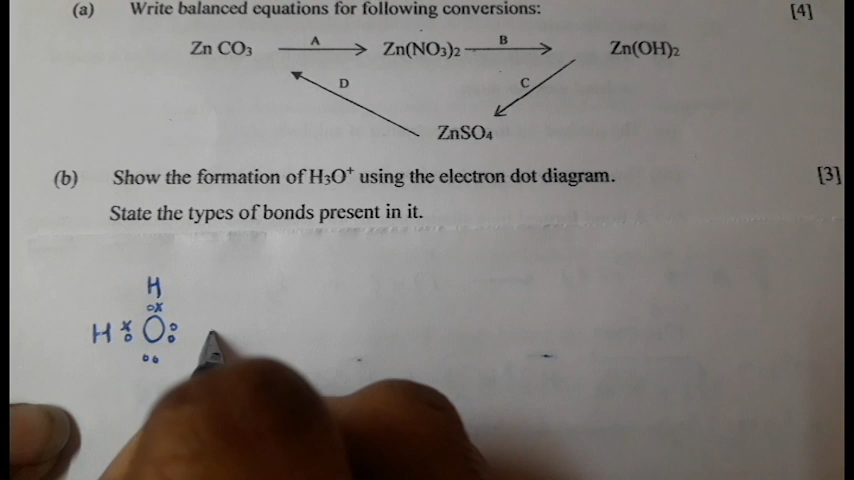 (a) Write balanced equations for following conversions: [4]
Zn CO₃ A Zn(NO₃)₂ B Zn(OH)₂
D C
ZnSO₄
(b) Show the formation of H₃O⁺ using the electron dot diagram. [3]
State the types of bonds present in it.
H
H O